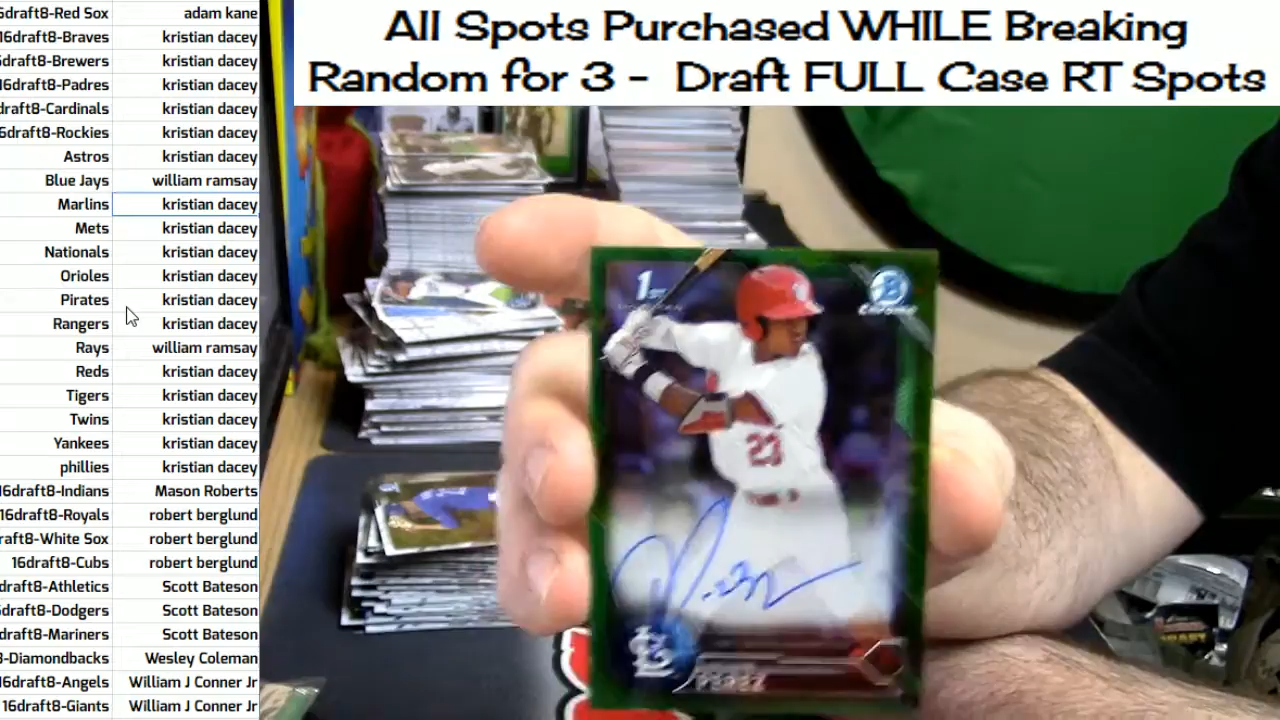 All Spots Purchased WHILE Breaking
Random for 3 - Draft FULL Case RT Spots
6draft8-Red Sox adam kane
16draft8-Braves kristian dacey
6draft8-Brewers kristian dacey
16draft8-Padres kristian dacey
draft8-Cardinals kristian dacey
6draft8-Rockies kristian dacey
Astros kristian dacey
Blue Jays william ramsay
Marlins kristian dacey
Mets kristian dacey
Nationals kristian dacey
Orioles kristian dacey
Pirates kristian dacey
Rangers kristian dacey
Rays william ramsay
Reds kristian dacey
Tigers kristian dacey
Twins kristian dacey
Yankees kristian dacey
phillies kristian dacey
16draft8-Indians Mason Roberts
16draft8-Royals robert berglund
raft8-White Sox robert berglund
16draft8-Cubs robert berglund
draft8-Athletics Scott Bateson
6draft8-Dodgers Scott Bateson
draft8-Mariners Scott Bateson
8-Diamondbacks Wesley Coleman
16draft8-Angels William J Conner Jr
16draft8-Giants William J Conner Jr
1st
B
Chrome
23
PEREZ